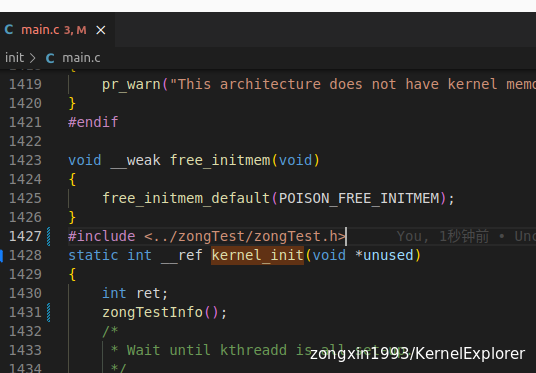 main.c 3, M
init main.c
1419 pr_warn("This architecture does not have kernel memo
1420 }
1421 #endif
1422
1423 void __weak free_initmem(void)
1424 {
1425 free_initmem_default(POISON_FREE_INITMEM);
1426 }
1427 #include <../zongTest/zongTest.h> You, 1秒钟前 • Unc
1428 static int __ref kernel_init(void *unused)
1429 {
1430 int ret;
1431 zongTestInfo();
1432 /*
1433 * Wait until kthreadd is all
1434 */
zongxin1993/KernelExplorer